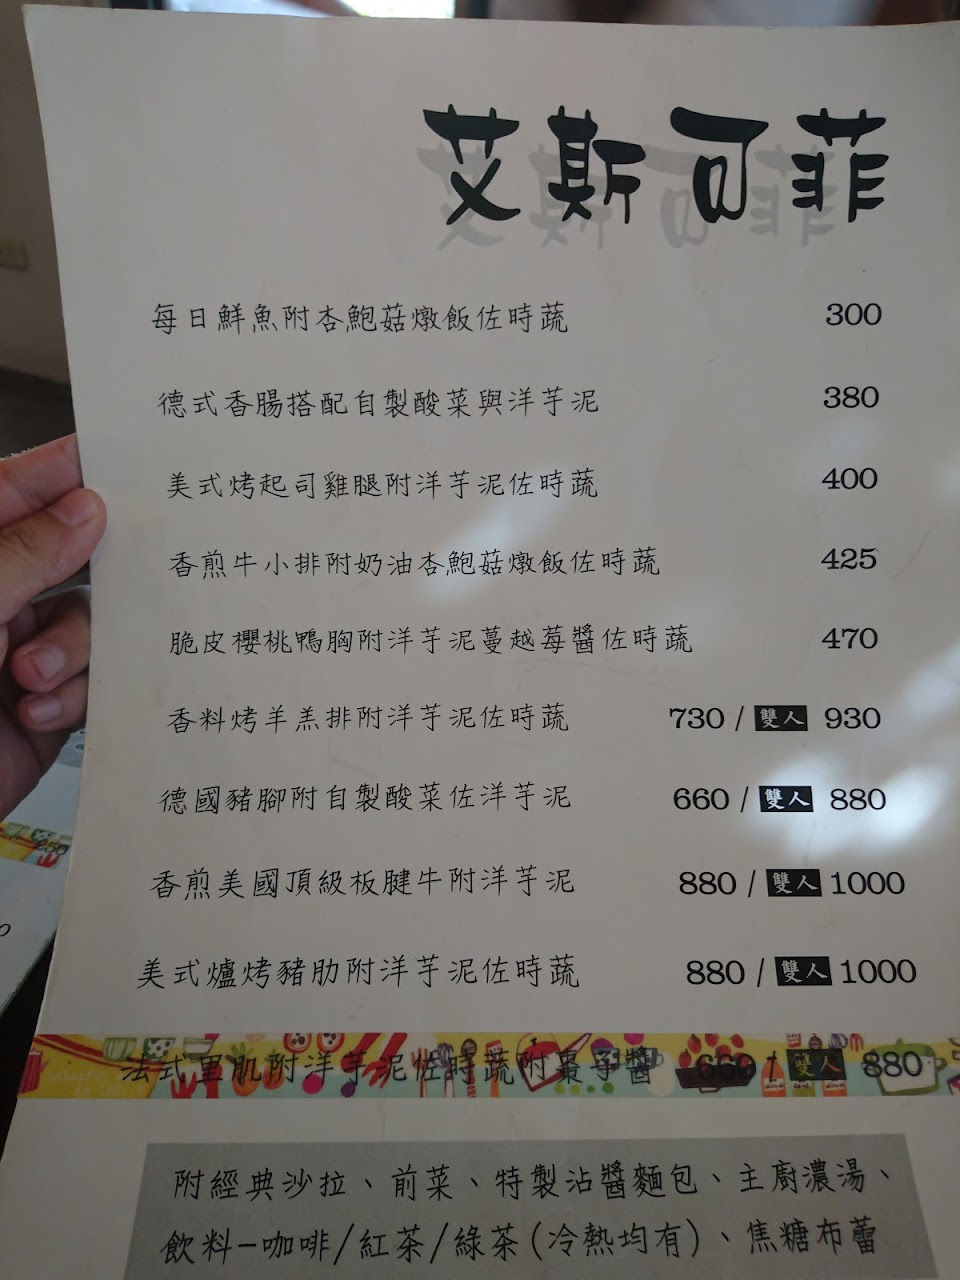 艾斯可菲
每日鮮魚附杏鮑菇燉飯佐時蔬 300
德式香腸搭配自製酸菜與洋芋泥 380
美式烤起司雞腿附洋芋泥佐時蔬 400
香煎牛小排附奶油杏鮑菇燉飯佐時蔬 425
脆皮櫻桃鴨胸附洋芋泥蔓越莓醬佐時蔬 470
香料烤羊羔排附洋芋泥佐時蔬 730 / 雙人 930
德國豬腳附自製酸菜佐洋芋泥 660 / 雙人 880
香煎美國頂級板腱牛附洋芋泥 880 / 雙人 1000
美式爐烤豬肋附洋芋泥佐時蔬 880 / 雙人 1000
法式里肌附洋芋泥佐時蔬附棗子醬 660 / 雙人 880
附經典沙拉、前菜、特製沾醬麵包、主廚濃湯、
飲料-咖啡/紅茶/綠茶(冷熱均有)、焦糖布蕾